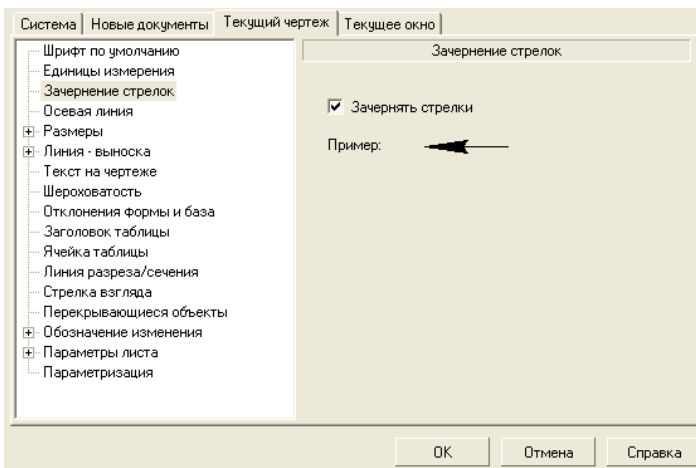 Система Новые документы Текущий чертеж Текущее окно
Шрифт по умолчанию
Единицы измерения
Зачернение стрелок
Осевая линия
Размеры
Линия - выноска
Текст на чертеже
Шероховатость
Отклонения формы и база
Заголовок таблицы
Ячейка таблицы
Линия разреза/сечения
Стрелка взгляда
Перекрывающиеся объекты
Обозначение изменения
Параметры листа
Параметризация
Зачернение стрелок
Зачернять стрелки
Пример:
OK Отмена Справка